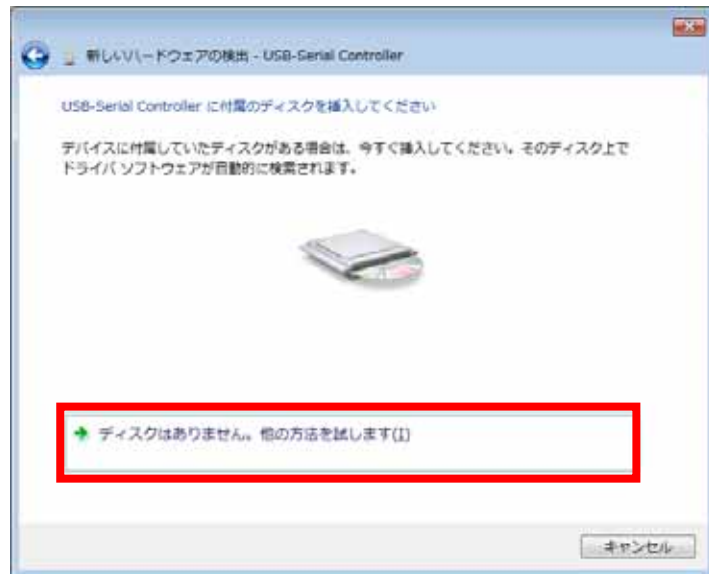 新しいハードウェアの検出 - USB-Serial Controller
USB-Serial Controller に付属のディスクを挿入してください
デバイスに付属していたディスクがある場合は、今すぐ挿入してください。そのディスク上で
ドライバ ソフトウェアが自動的に検索されます。
ディスクはありません。他の方法を試します(I)
キャンセル